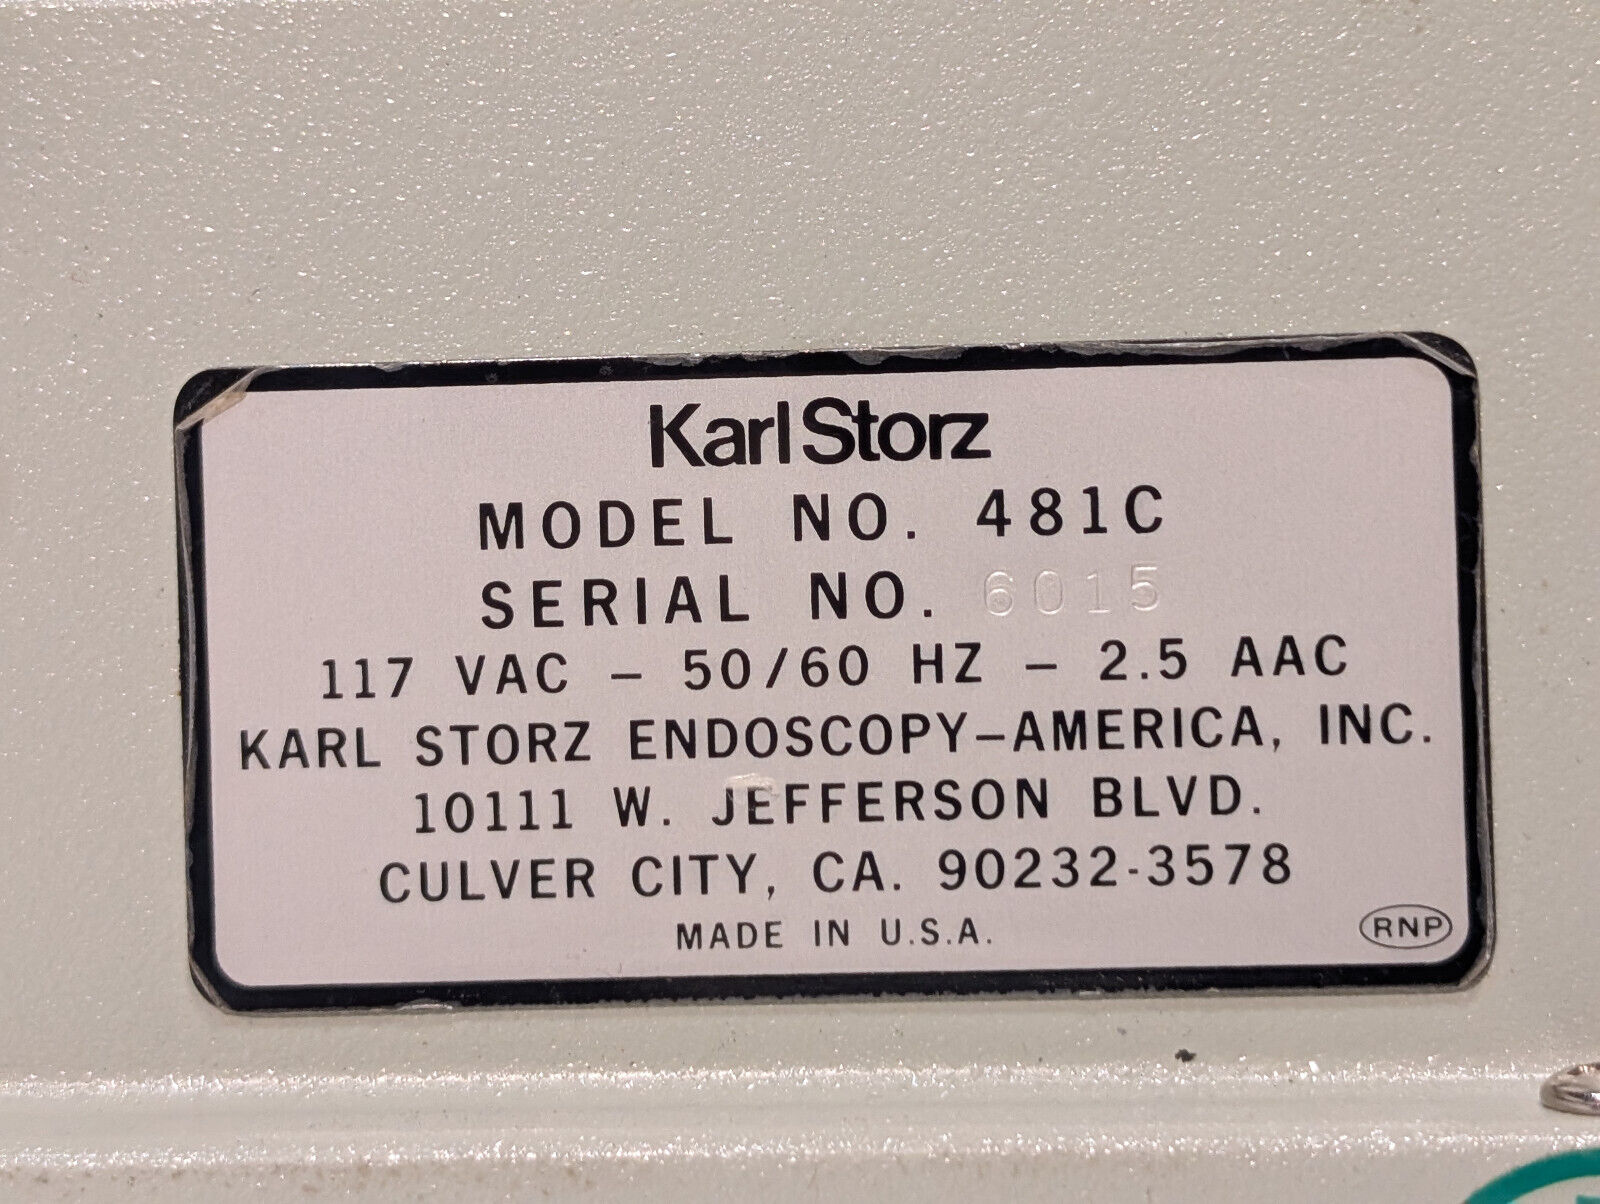 Karl Storz
MODEL NO. 481C
SERIAL NO. 6015
117 VAC – 50/60 HZ – 2.5 AAC
KARL STORZ ENDOSCOPY–AMERICA, INC.
10111 W. JEFFERSON BLVD.
CULVER CITY, CA. 90232-3578
MADE IN U.S.A.
RNP